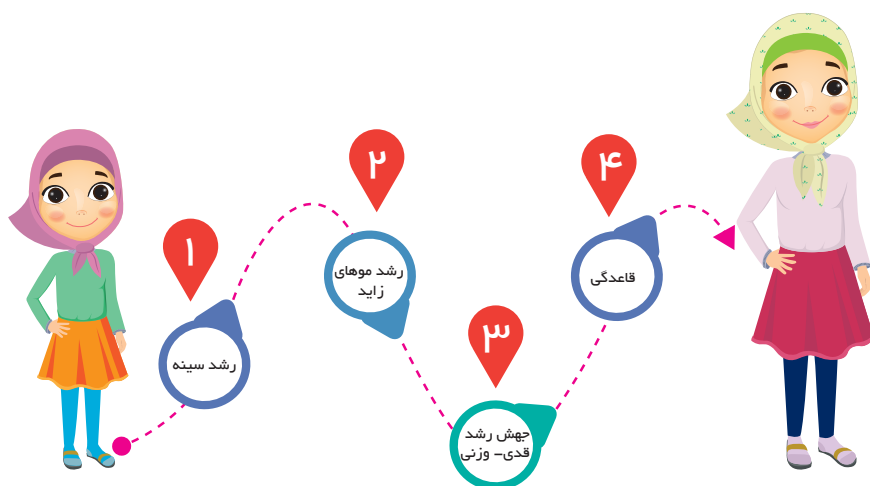 ۱
رشد سینه
۲
رشد موهای
زاید
۳
جهش رشد
قدی- وزنی
۴
قاعدگی